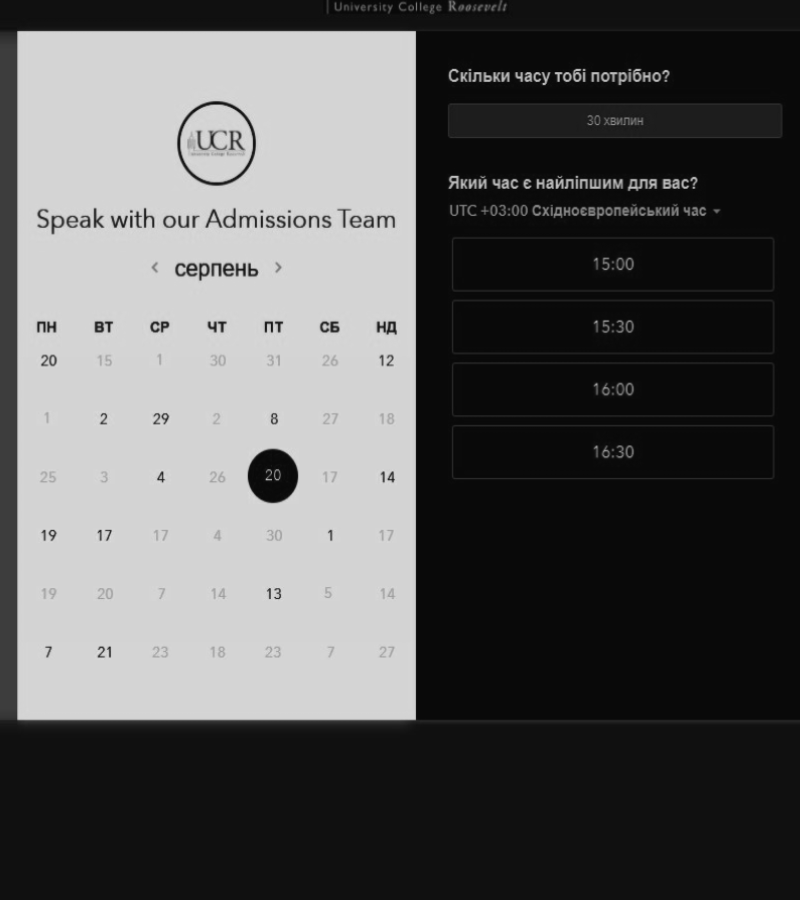 University College Roosevelt
UCR
Speak with our Admissions Team
серпень
ПН ВТ СР ЧТ ПТ СБ НД
20 15 1 30 31 26 12
1 2 29 2 8 27 18
25 3 4 26 20 17 14
19 17 17 4 30 1 17
19 20 7 14 13 5 14
7 21 23 18 23 7 27
Скільки часу тобі потрібно?
30 хвилин
Який час є найліпшим для вас?
UTC +03:00 Східноєвропейський час
15:00
15:30
16:00
16:30